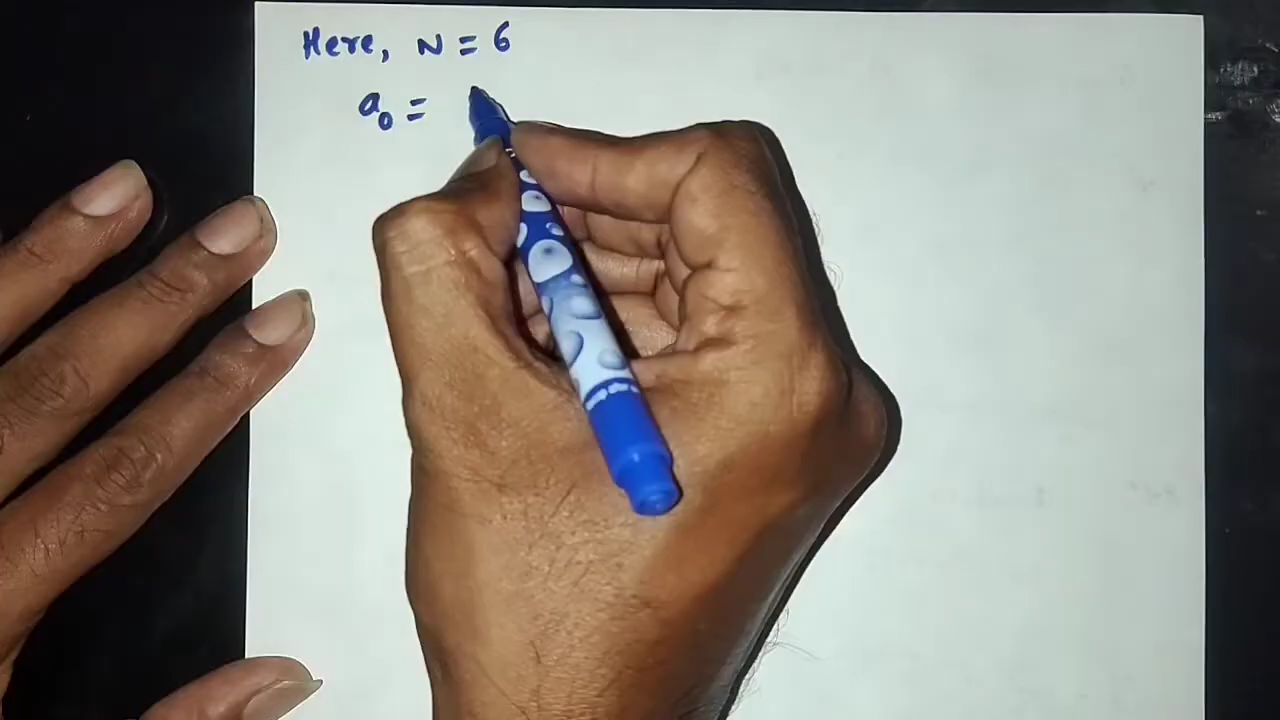 Here, N = 6
a₀ =